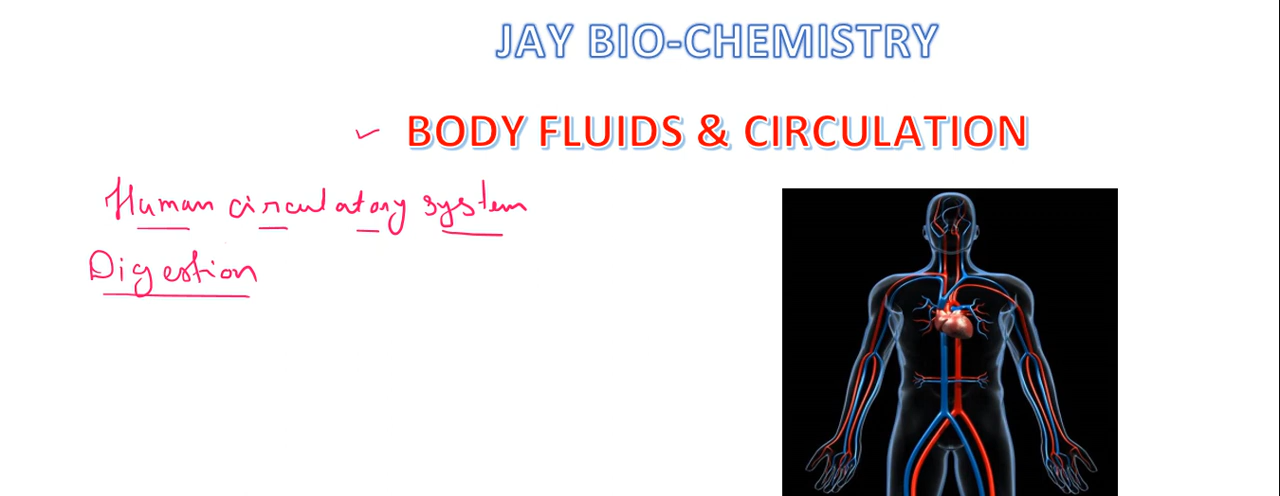 JAY BIO-CHEMISTRY
BODY FLUIDS & CIRCULATION
Human circulatory system
Digestion